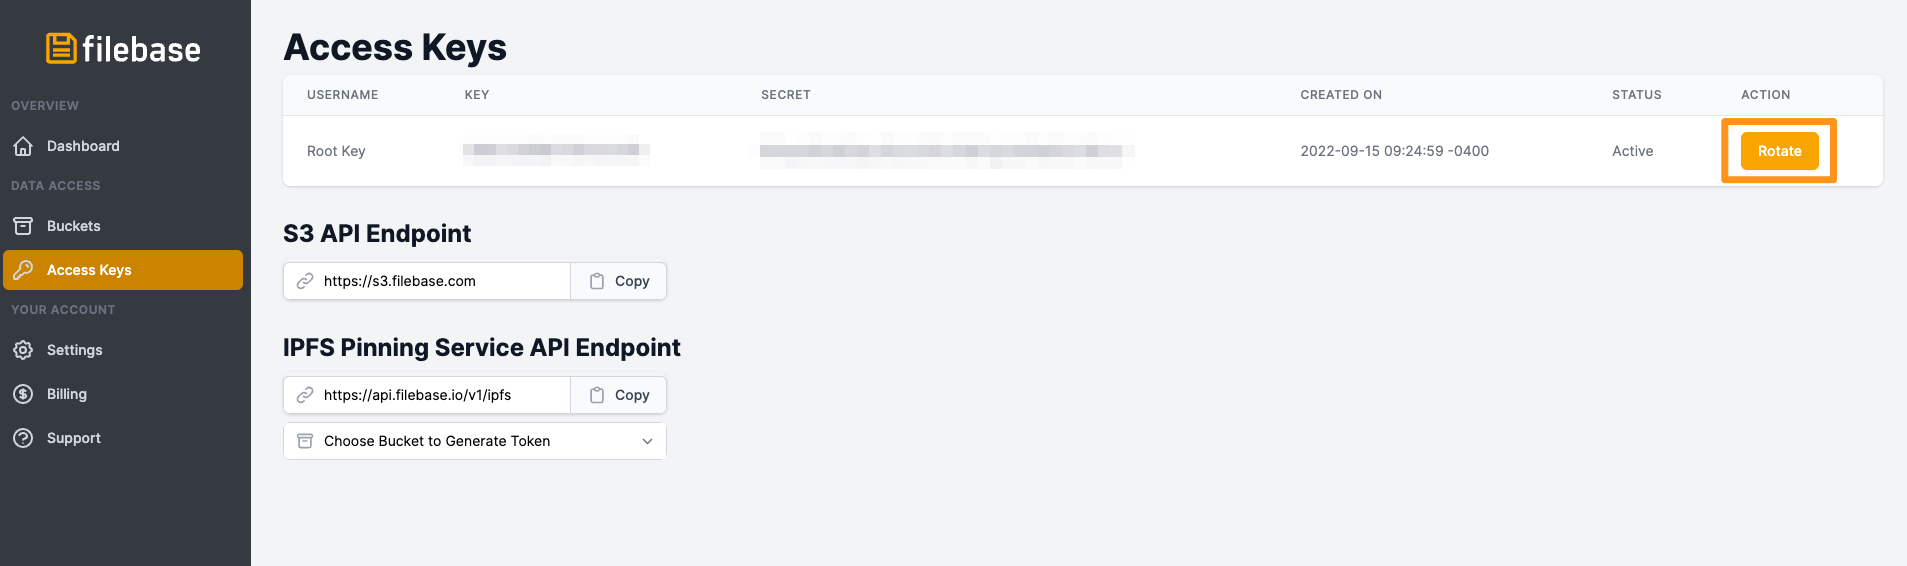 filebase
OVERVIEW
Dashboard
DATA ACCESS
Buckets
Access Keys
YOUR ACCOUNT
Settings
Billing
Support
Access Keys
USERNAME KEY SECRET CREATED ON STATUS ACTION
Root Key 2022-09-15 09:24:59 -0400 Active Rotate
S3 API Endpoint
https://s3.filebase.com Copy
IPFS Pinning Service API Endpoint
https://api.filebase.io/v1/ipfs Copy
Choose Bucket to Generate Token